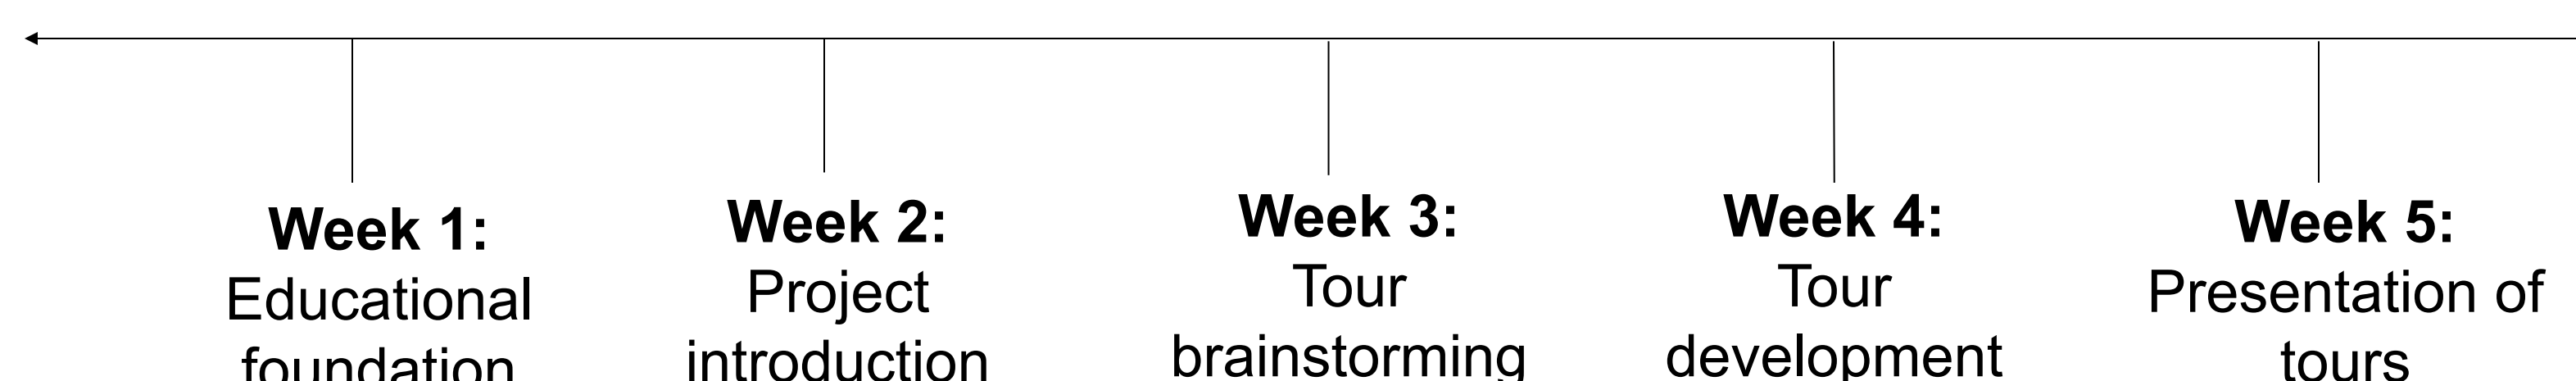 Week 1:
Educational
foundation
Week 2:
Project
introduction
Week 3:
Tour
brainstorming
Week 4:
Tour
development
Week 5:
Presentation of
tours